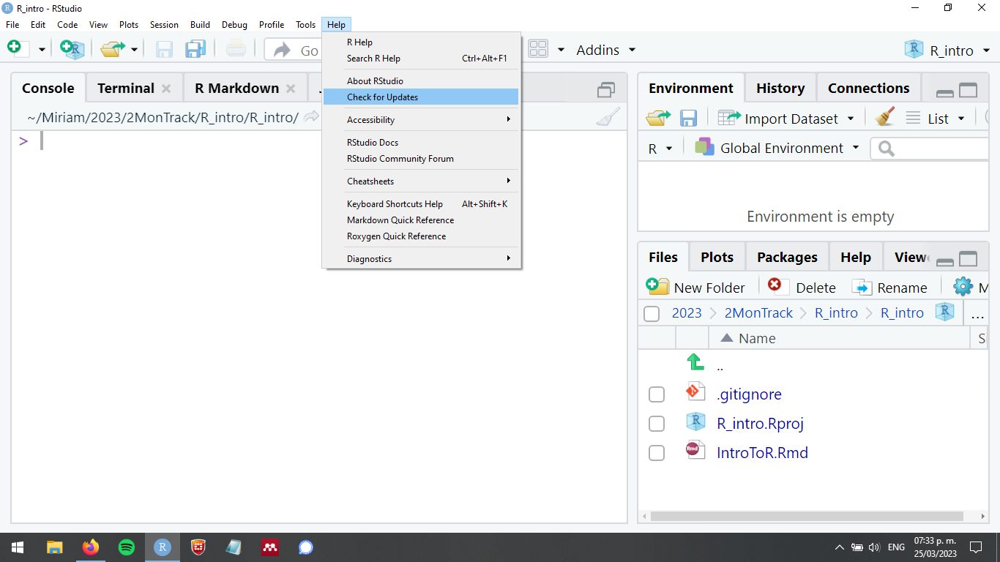 R_intro - RStudio
File Edit Code View Plots Session Build Debug Profile Tools Help
Go
Addins
R_intro
R Help
Search R Help Ctrl+Alt+F1
About RStudio
Check for Updates
Accessibility
RStudio Docs
RStudio Community Forum
Cheatsheets
Keyboard Shortcuts Help Alt+Shift+K
Markdown Quick Reference
Roxygen Quick Reference
Diagnostics
Console Terminal R Markdown
~/Miriam/2023/2MonTrack/R_intro/R_intro/
>
Environment History Connections
Import Dataset List
R Global Environment
Environment is empty
Files Plots Packages Help View
New Folder Delete Rename M
2023 2MonTrack R_intro R_intro ...
Name S
..
.gitignore
R_intro.Rproj
IntroToR.Rmd
ENG
07:33 p. m.
25/03/2023